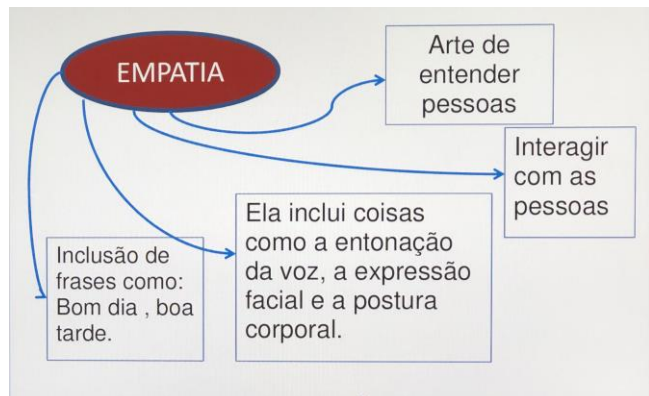 EMPATIA
Arte de
entender
pessoas
Interagir
com as
pessoas
Ela inclui coisas
como a entonação
da voz, a expressão
facial e a postura
corporal.
Inclusão de
frases como:
Bom dia , boa
tarde.